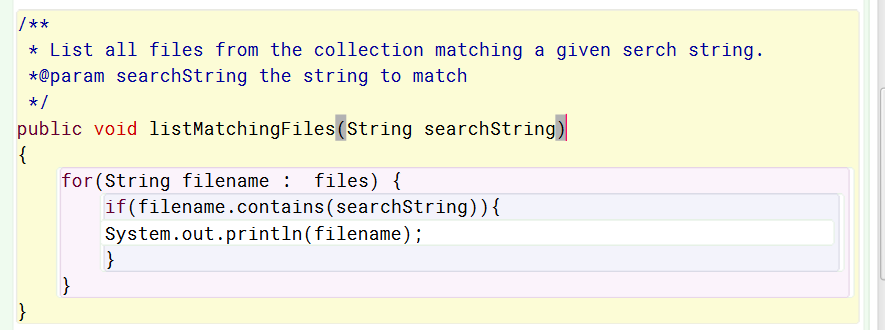 /**
 * List all files from the collection matching a given serch string.
 *@param searchString the string to match
 */
public void listMatchingFiles(String searchString)
{
    for(String filename :  files) {
        if(filename.contains(searchString)){
        System.out.println(filename);
        }
    }
}